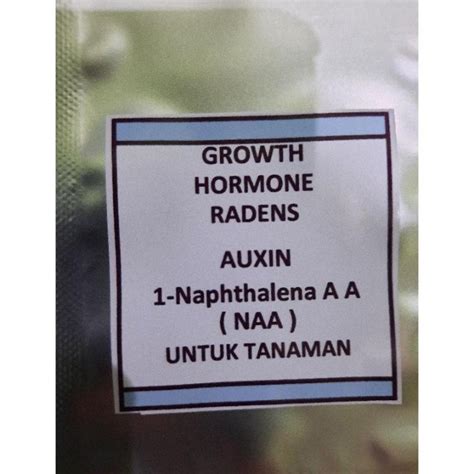 GROWTH
HORMONE
RADENS
AUXIN
1-Naphthalena A A
( NAA )
UNTUK TANAMAN